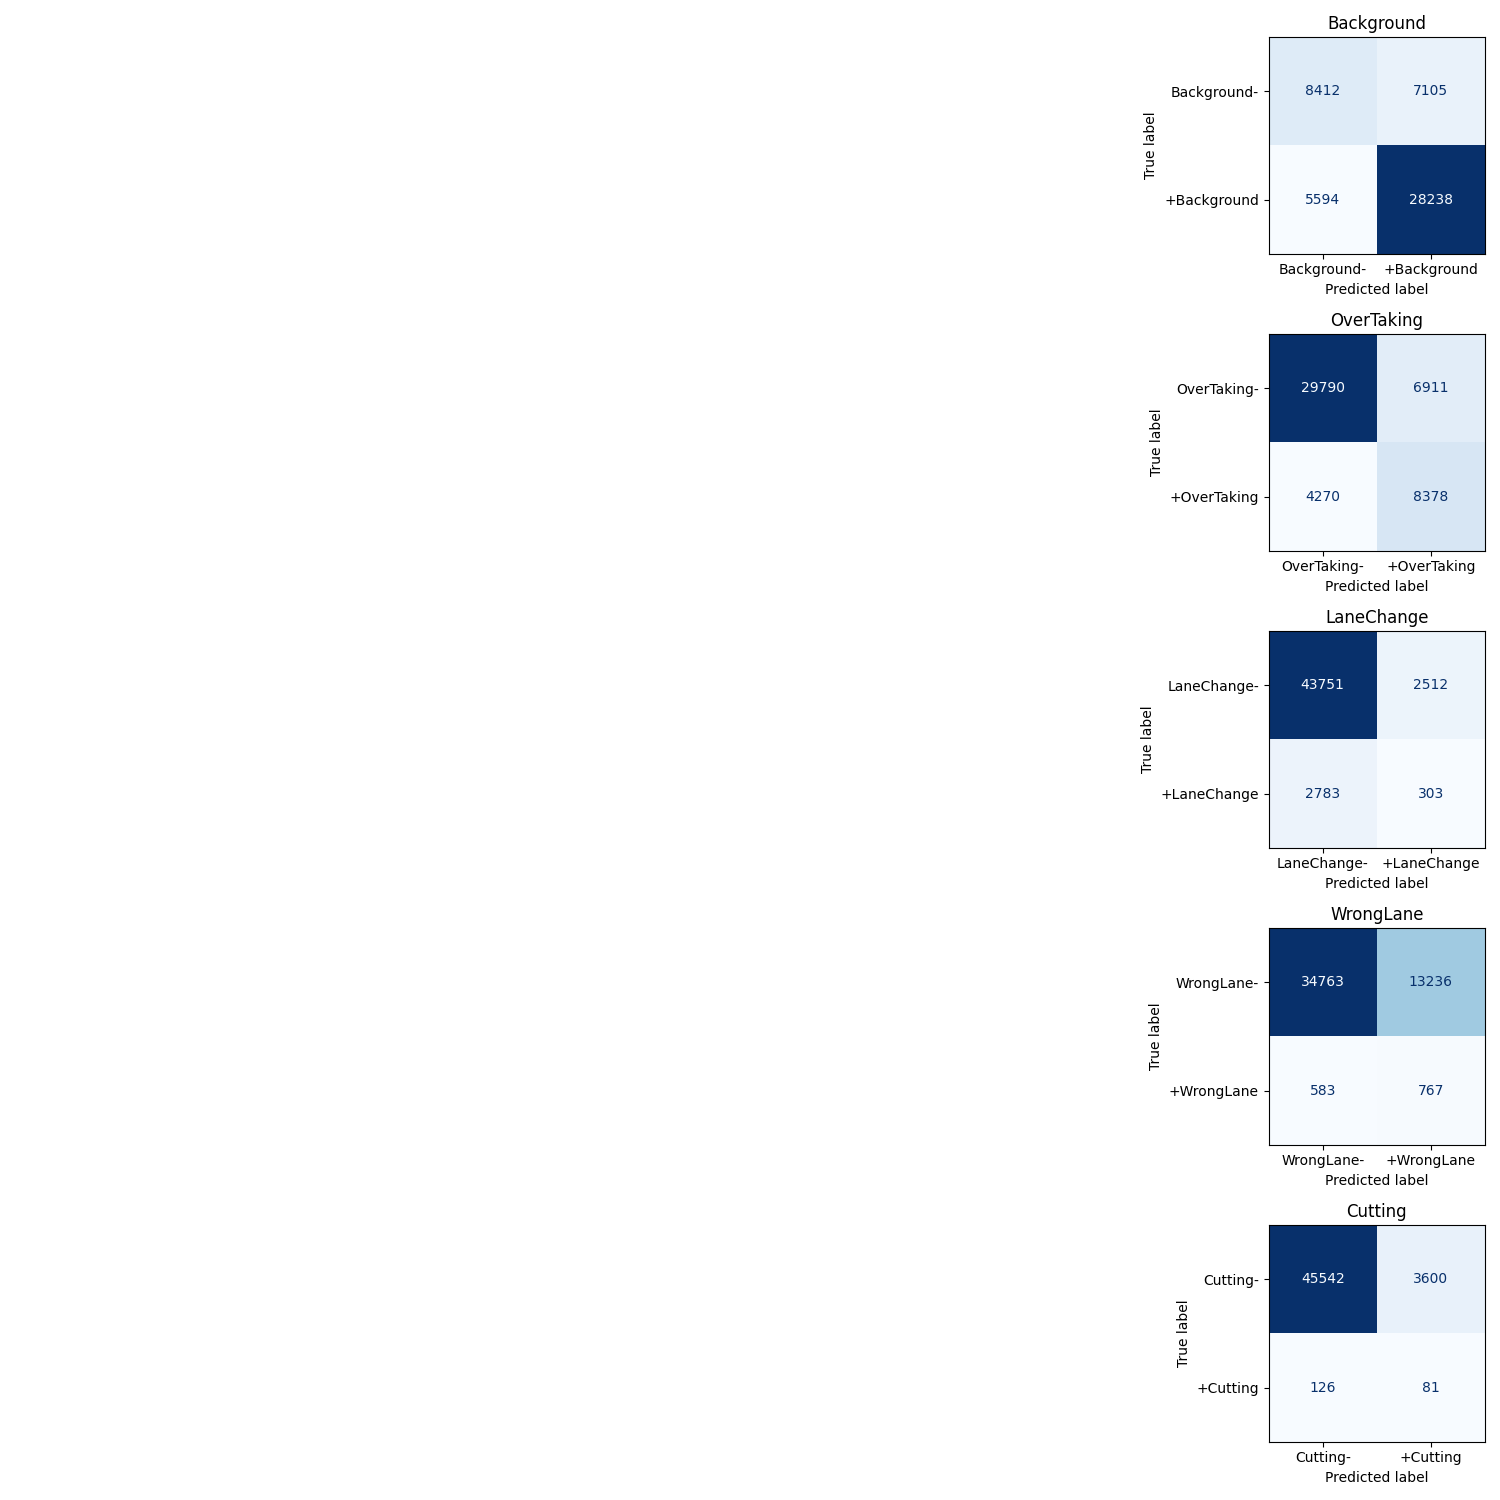 Background
True label
Background-
8412 7105
+Background
5594 28238
Background- +Background
Predicted label
OverTaking
True label
OverTaking-
29790 6911
+OverTaking
4270 8378
OverTaking- +OverTaking
Predicted label
LaneChange
True label
LaneChange-
43751 2512
+LaneChange
2783 303
LaneChange- +LaneChange
Predicted label
WrongLane
True label
WrongLane-
34763 13236
+WrongLane
583 767
WrongLane- +WrongLane
Predicted label
Cutting
True label
Cutting-
45542 3600
+Cutting
126 81
Cutting- +Cutting
Predicted label